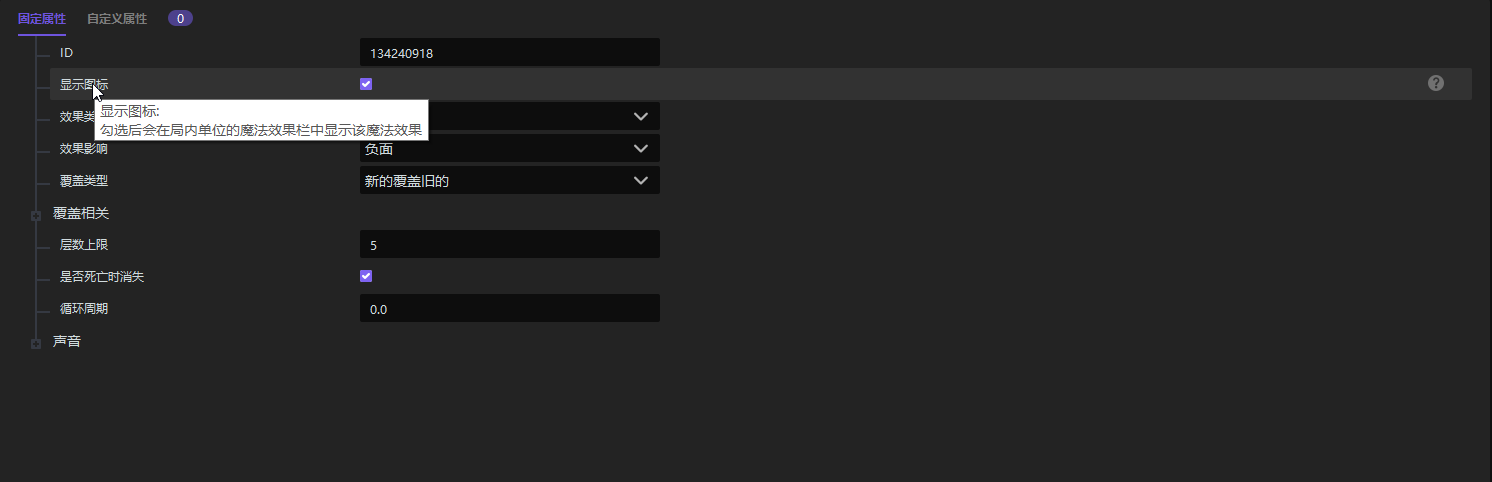 固定属性 自定义属性 0
ID 134240918
显示图标 ?
显示图标:
效果类
勾选后会在局内单位的魔法效果栏中显示该魔法效果
效果影响 负面
覆盖类型 新的覆盖旧的
覆盖相关
层数上限 5
是否死亡时消失
循环周期 0.0
声音